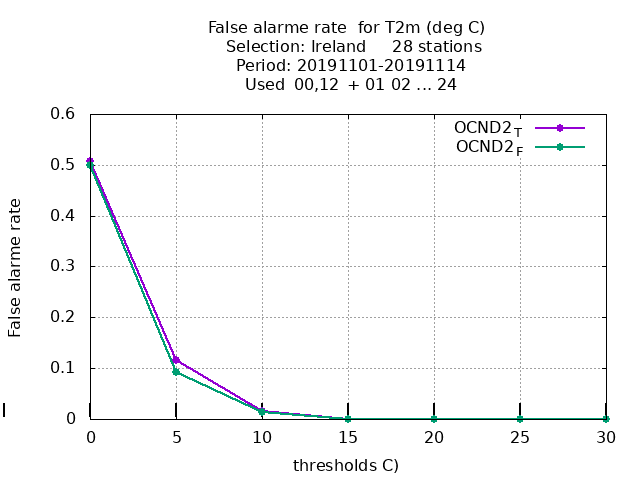 False alarme rate  for T2m (deg C)
Selection: Ireland     28 stations
Period: 20191101-20191114
Used  00,12  + 01 02 ... 24
OCND2T
OCND2F
False alarme rate
0.6
0.5
0.4
0.3
0.2
0.1
0
0 5 10 15 20 25 30
thresholds C)